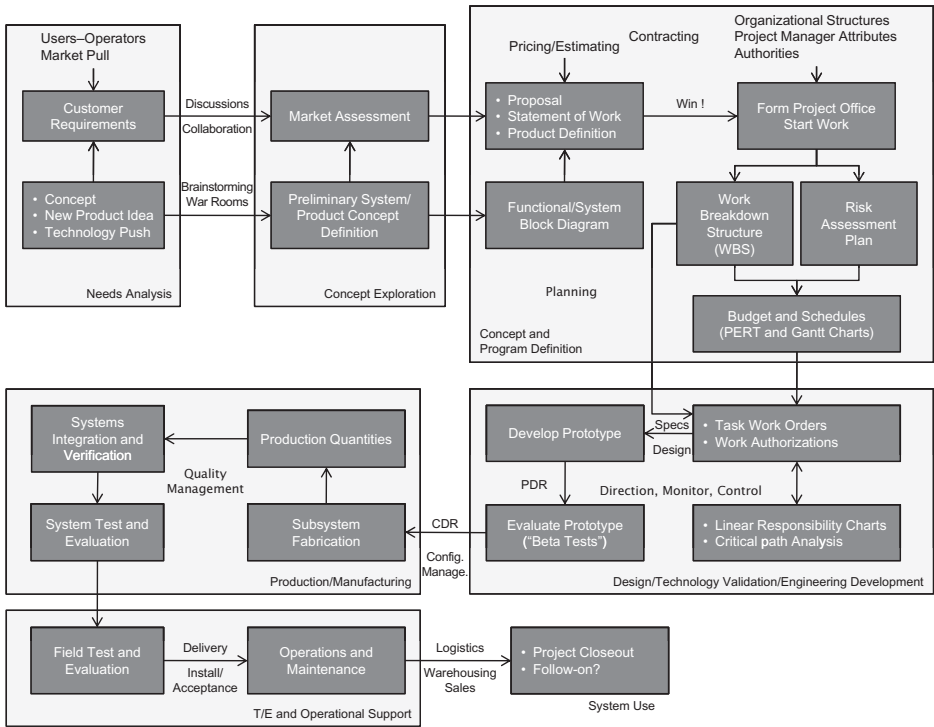 Users–Operators
Market Pull
Customer
Requirements
• Concept
• New Product Idea
• Technology Push
Needs Analysis
Discussions
Collaboration
Brainstorming
War Rooms
Market Assessment
Preliminary System/
Product Concept
Definition
Concept Exploration
Pricing/Estimating
Contracting
Organizational Structures
Project Manager Attributes
Authorities
• Proposal
• Statement of Work
• Product Definition
Win !
Form Project Office
Start Work
Functional/System
Block Diagram
Work
Breakdown
Structure
(WBS)
Risk
Assessment
Plan
Planning
Budget and Schedules
(PERT and Gantt Charts)
Concept and
Program Definition
Systems
Integration and
Verification
Production Quantities
Quality
Management
System Test and
Evaluation
Subsystem
Fabrication
Production/Manufacturing
CDR
Config.
Manage.
Develop Prototype
Specs
Design
• Task Work Orders
• Work Authorizations
PDR
Direction, Monitor, Control
Evaluate Prototype
("Beta Tests")
• Linear Responsibility Charts
• Critical path Analysis
Design/Technology Validation/Engineering Development
Field Test and
Evaluation
Delivery
Install/
Acceptance
Operations and
Maintenance
Logistics
Warehousing
Sales
• Project Closeout
• Follow-on?
T/E and Operational Support
System Use